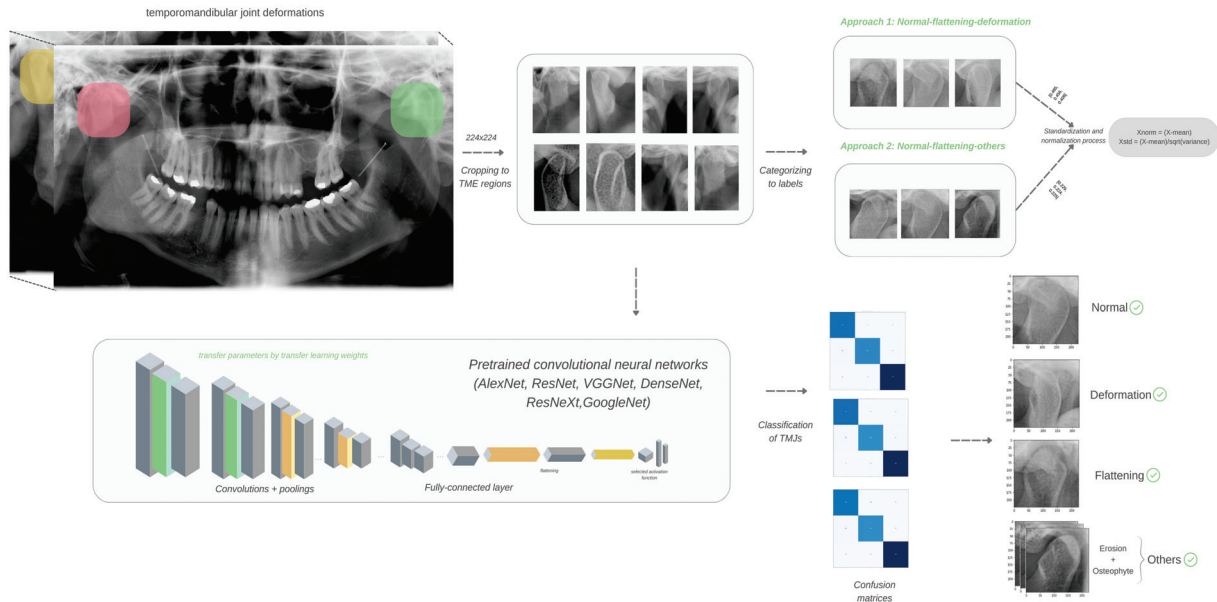 temporomandibular joint deformations
224x224
Cropping to
TME regions
Categorizing
to labels
Approach 1: Normal-flattening-deformation
Approach 2: Normal-flattening-others
Standardization and
normalization process
Xnorm = (X-mean)
Xstd = (X-mean)/sqrt(variance)
transfer parameters by transfer learning weights
Pretrained convolutional neural networks
(AlexNet, ResNet, VGGNet, DenseNet,
ResNeXt,GoogleNet)
Convolutions + poolings
Fully-connected layer
flatening
selected activation
function
Classification
of TMJs
Confusion
matrices
Normal
Deformation
Flattening
Erosion
+
Osteophyte
Others